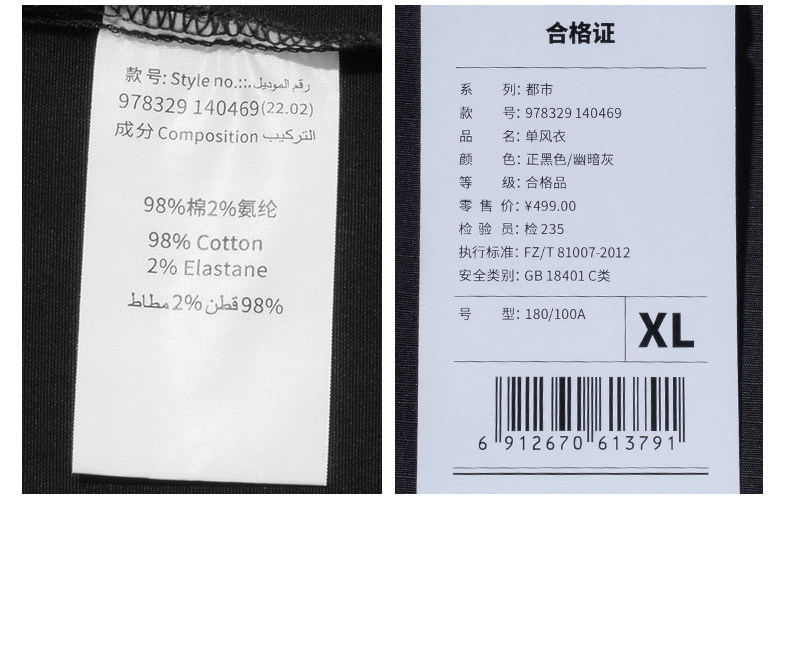 款号: Style no.::. رقم الموديل
978329 140469(22.02)
成分 Composition التركيب
98%棉2%氨纶
98% Cotton
2% Elastane
98% قطن 2% مطاط
合格证
系 列: 都市
款 号: 978329 140469
品 名: 单风衣
颜 色: 正黑色/幽暗灰
等 级: 合格品
零 售 价: ¥499.00
检 验 员: 检 235
执行标准: FZ/T 81007-2012
安全类别: GB 18401 C类
号 型: 180/100A
XL
6 912670 613791